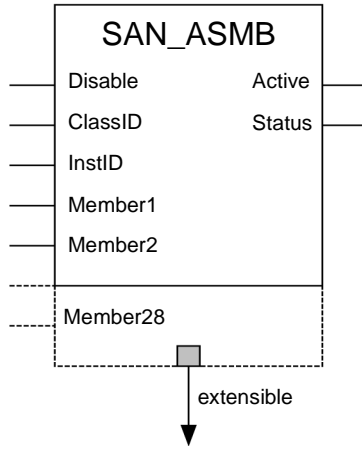 SAN_ASMB
Disable Active
ClassID Status
InstID
Member1
Member2
Member28
extensible